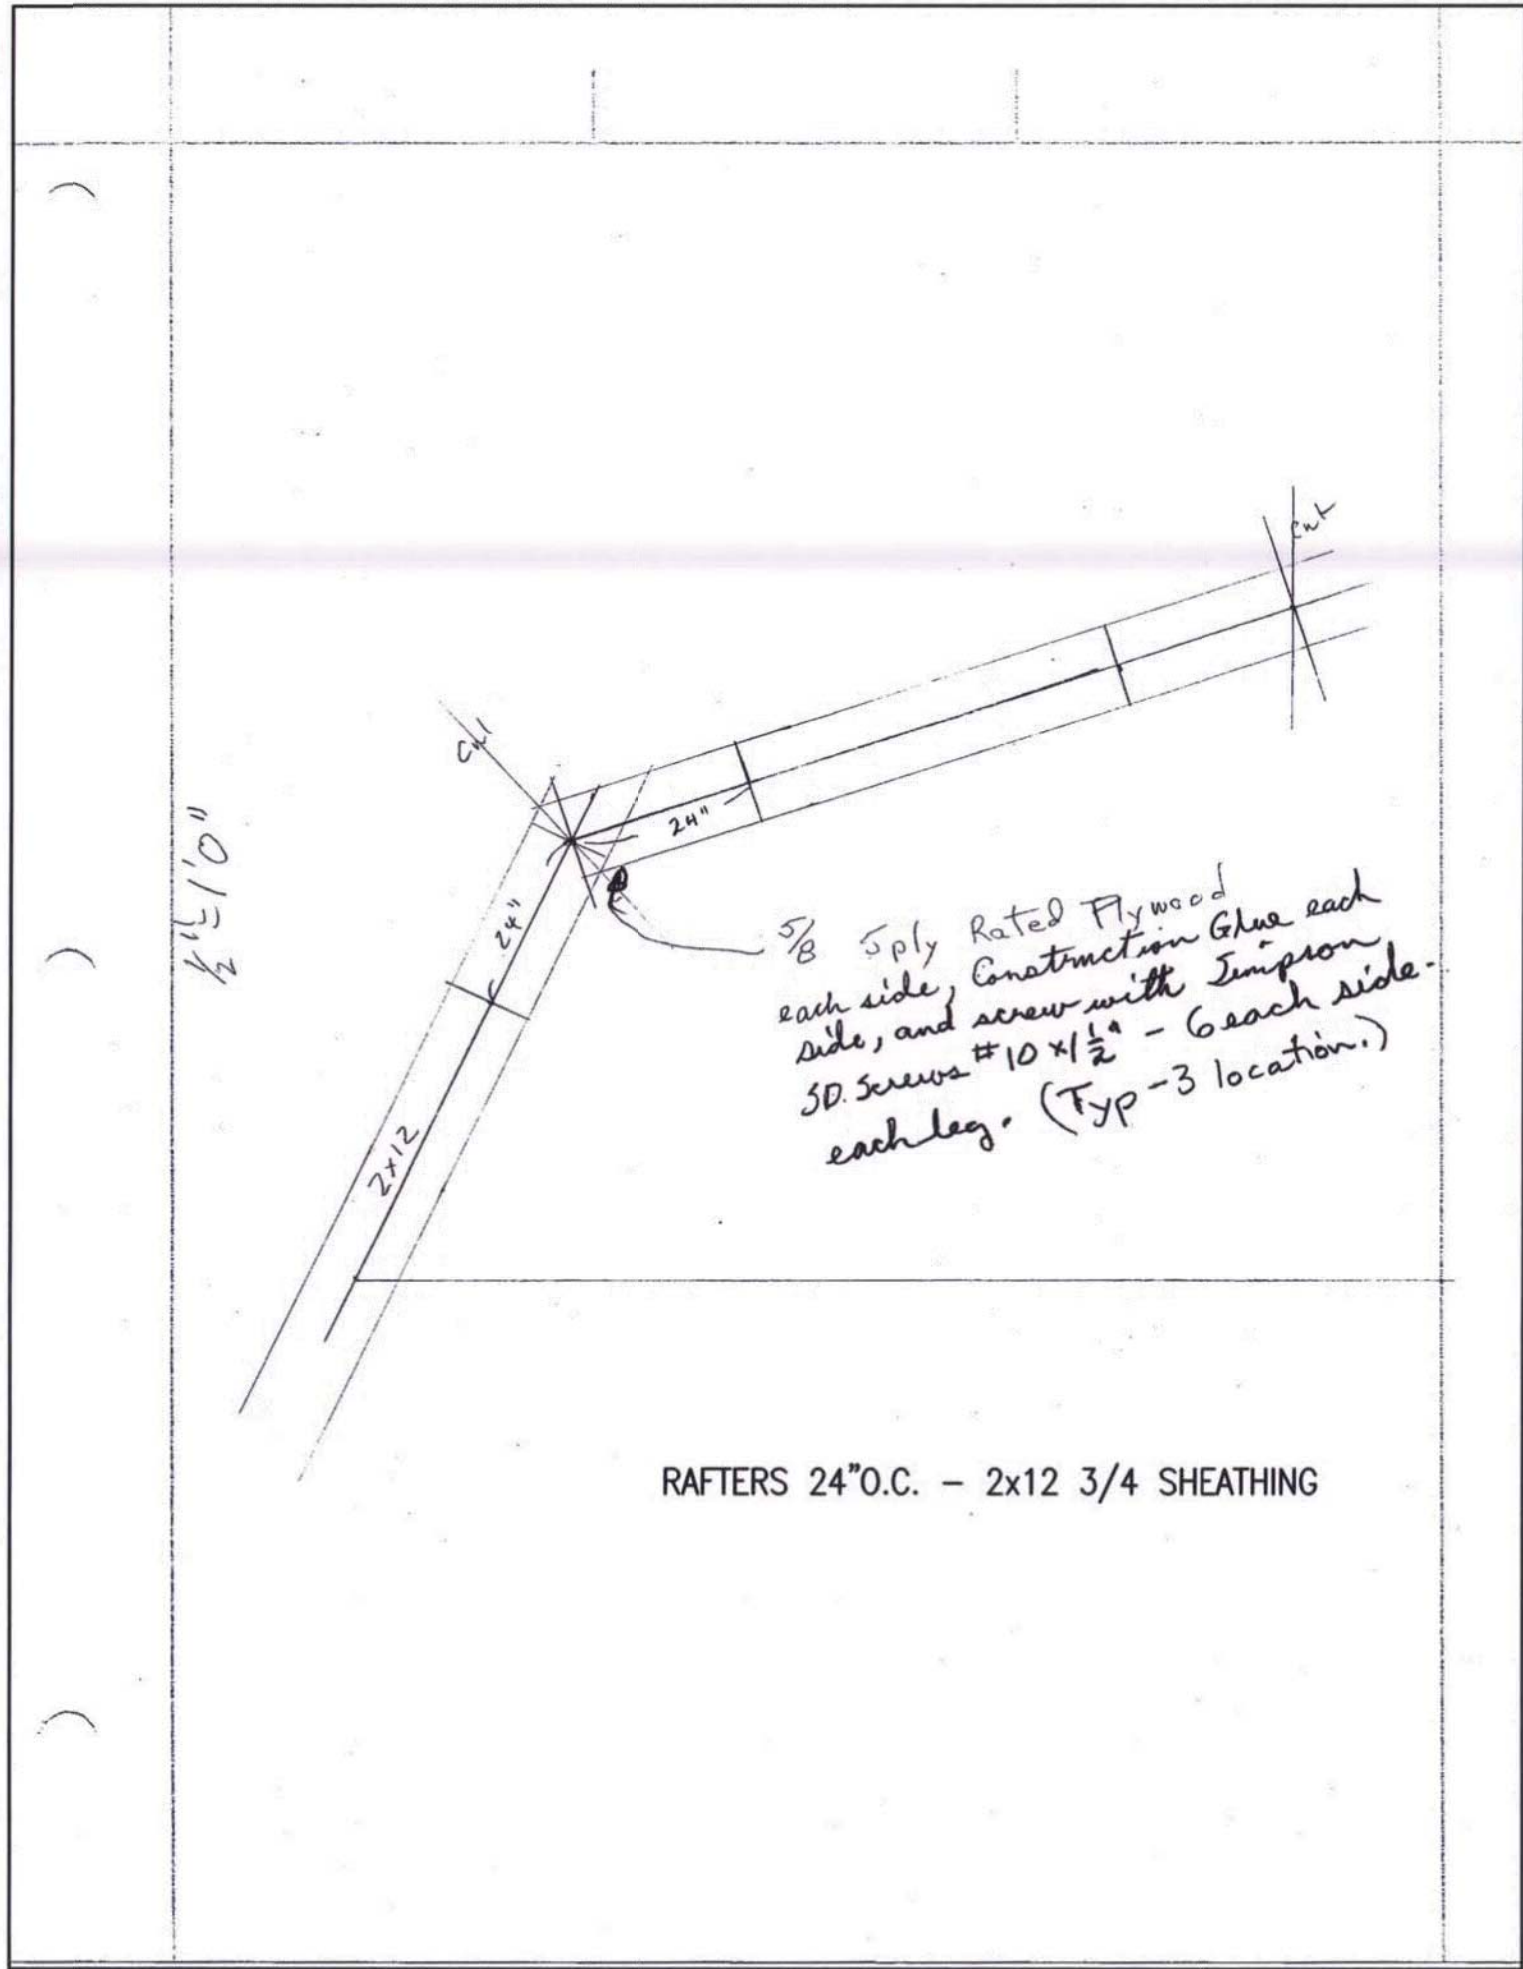 Cut
Cut
24"
24"
1/2"=1'0"
5/8 5ply Rated Plywood
each side, Construction Glue each
side, and screw with Simpson
SD. Screws #10 x 1 1/2" - 6 each side -
each leg. (Typ - 3 location.)
2x12
RAFTERS 24"O.C. - 2x12 3/4 SHEATHING